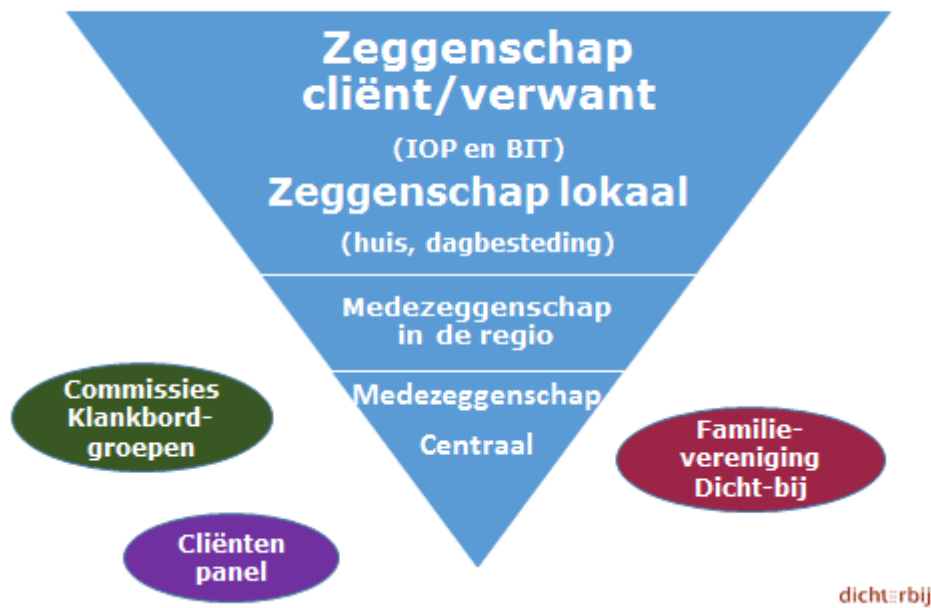 Zeggenschap
cliënt/verwant
(IOP en BIT)
Zeggenschap lokaal
(huis, dagbesteding)
Medezeggenschap
in de regio
Medezeggenschap
Centraal
Commissies
Klankbord-
groepen
Familie-
vereniging
Dicht-bij
Cliënten
panel
dichterbij